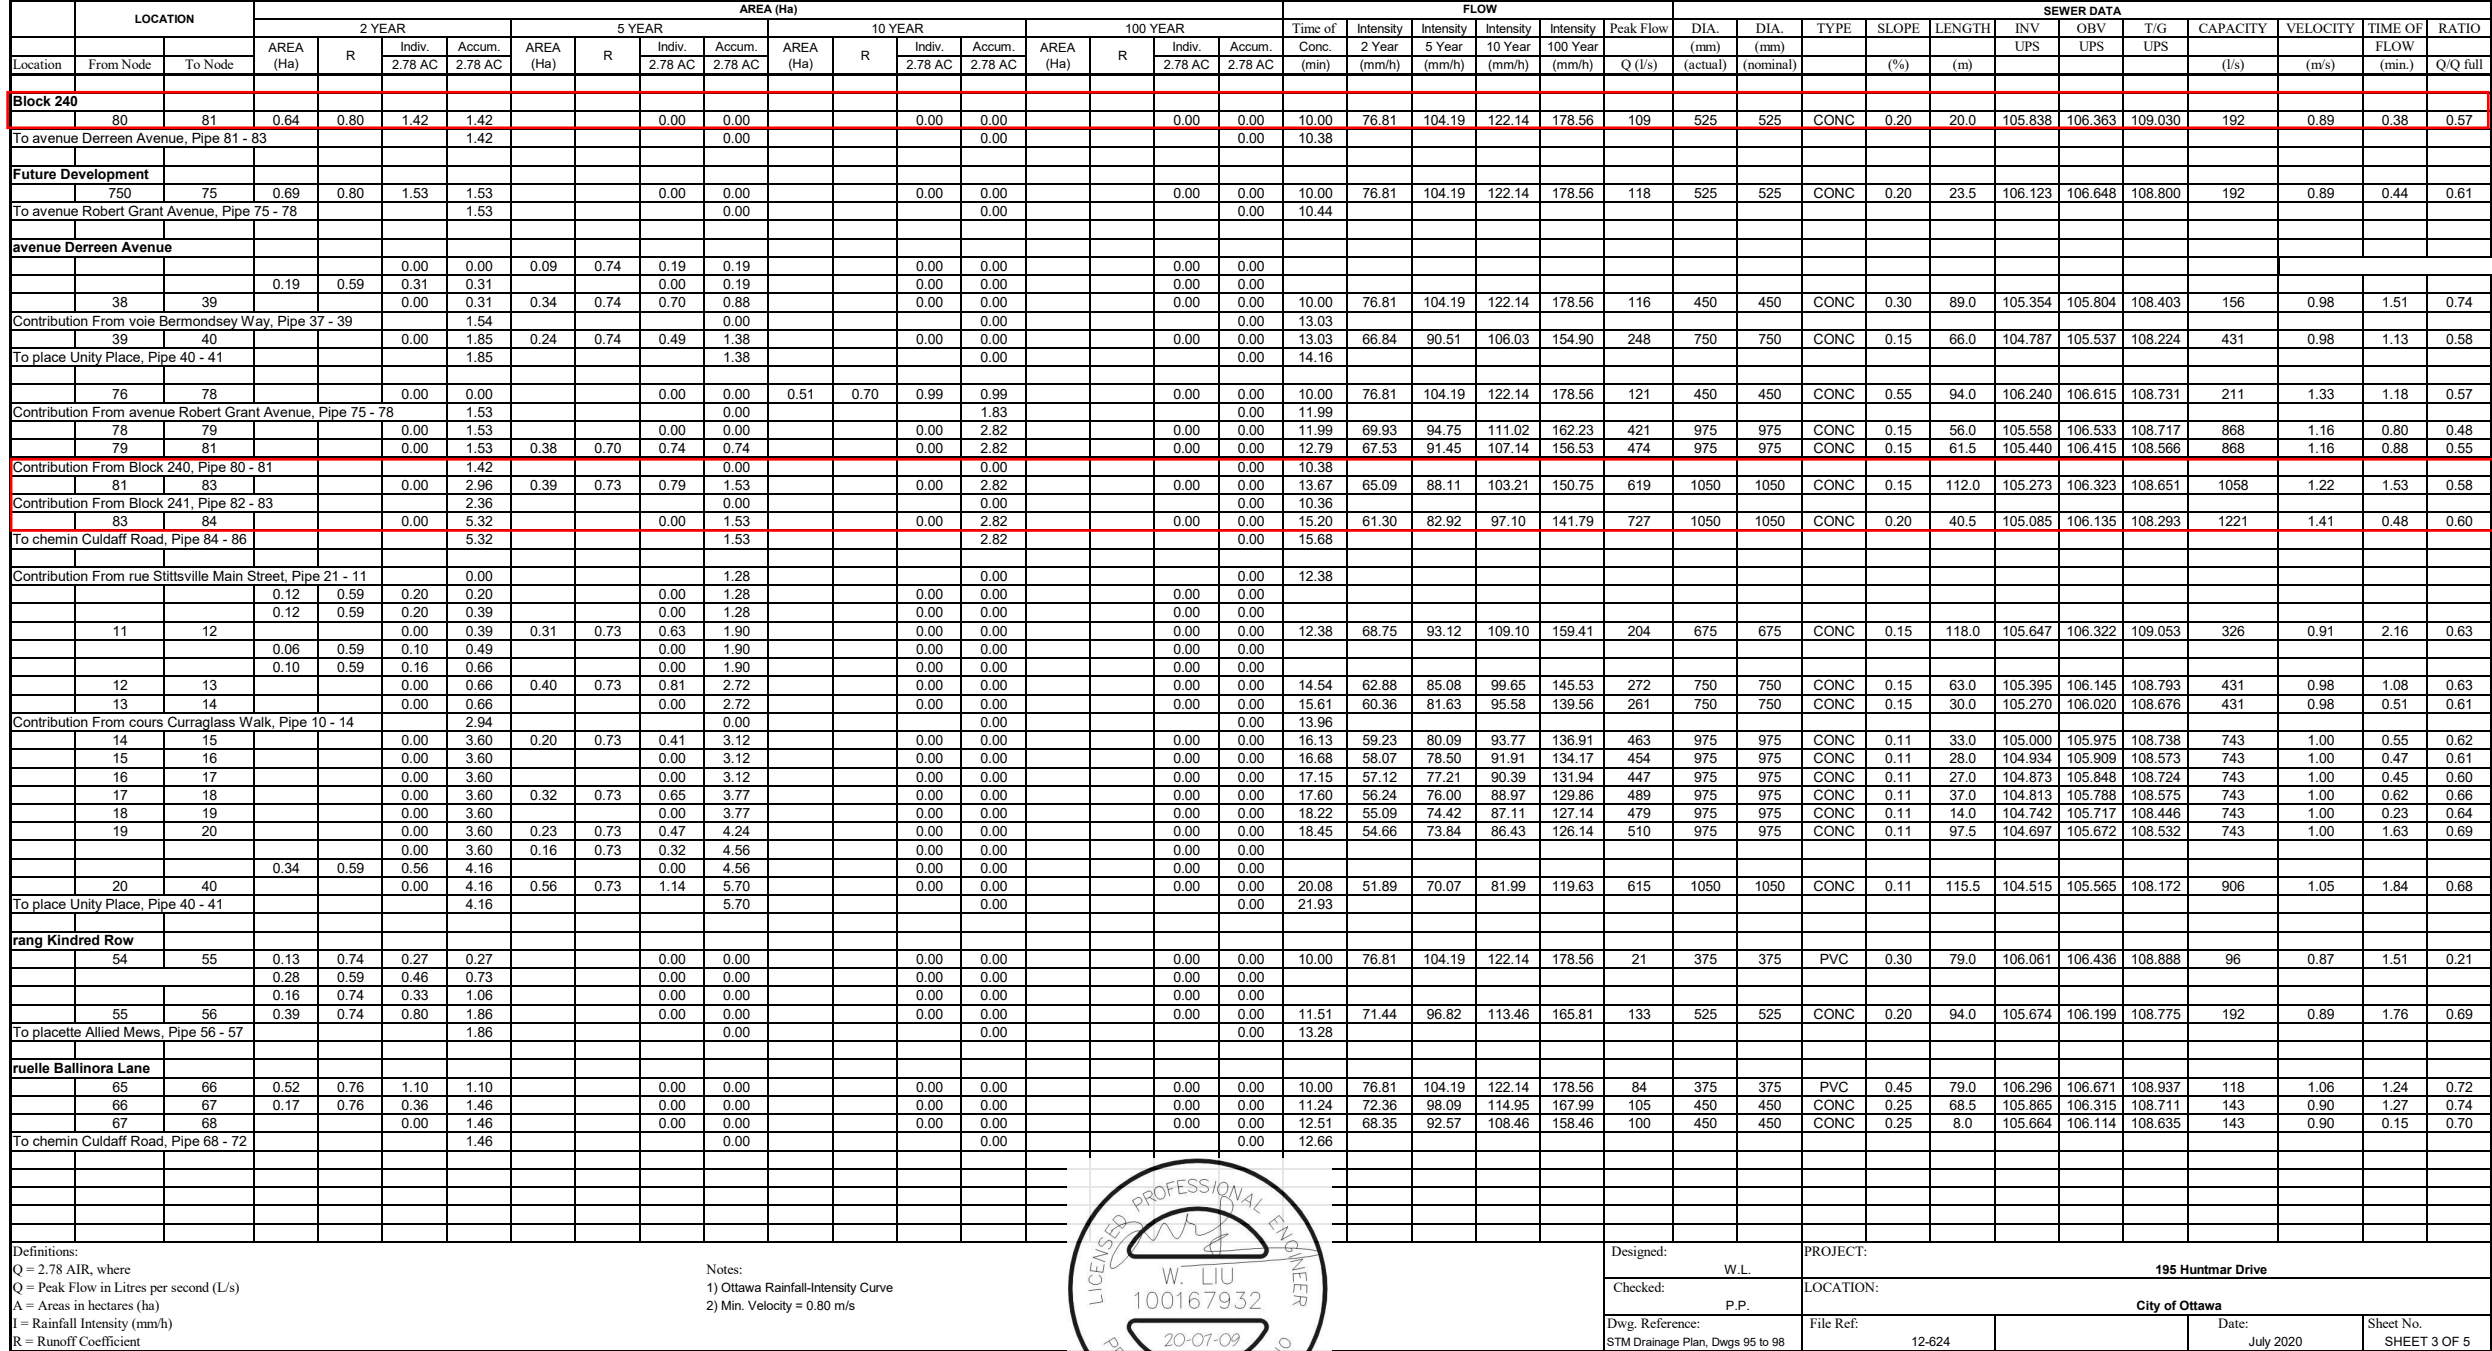 LOCATION AREA (Ha) FLOW SEWER DATA
2 YEAR 5 YEAR 10 YEAR 100 YEAR Time of Intensity Intensity Intensity Intensity Peak Flow DIA. DIA. TYPE SLOPE LENGTH INV OBV T/G CAPACITY VELOCITY TIME OF RATIO
AREA R Indiv. Accum. AREA R Indiv. Accum. AREA R Indiv. Accum. AREA R Indiv. Accum. Conc. 2 Year 5 Year 10 Year 100 Year (mm) (mm) UPS UPS UPS FLOW
Location From Node To Node (Ha) 2.78 AC 2.78 AC (Ha) 2.78 AC 2.78 AC (Ha) 2.78 AC 2.78 AC (Ha) 2.78 AC 2.78 AC (min) (mm/h) (mm/h) (mm/h) (mm/h) Q (l/s) (actual) (nominal) (%) (m) (l/s) (m/s) (min.) Q/Q full
Block 240
80 81 0.64 0.80 1.42 1.42 0.00 0.00 0.00 0.00 0.00 0.00 10.00 76.81 104.19 122.14 178.56 109 525 525 CONC 0.20 20.0 105.838 106.363 109.030 192 0.89 0.38 0.57
To avenue Derreen Avenue, Pipe 81 - 83 1.42 0.00 0.00 0.00 10.38
Future Development
750 75 0.69 0.80 1.53 1.53 0.00 0.00 0.00 0.00 0.00 0.00 10.00 76.81 104.19 122.14 178.56 118 525 525 CONC 0.20 23.5 106.123 106.648 108.800 192 0.89 0.44 0.61
To avenue Robert Grant Avenue, Pipe 75 - 78 1.53 0.00 0.00 0.00 10.44
avenue Derreen Avenue
0.00 0.00 0.09 0.74 0.19 0.19 0.00 0.00 0.00 0.00
0.19 0.59 0.31 0.31 0.00 0.19 0.00 0.00 0.00 0.00
38 39 0.00 0.31 0.34 0.74 0.70 0.88 0.00 0.00 0.00 0.00 10.00 76.81 104.19 122.14 178.56 116 450 450 CONC 0.30 89.0 105.354 105.804 108.403 156 0.98 1.51 0.74
Contribution From voie Bermondsey Way, Pipe 37 - 39 1.54 0.00 0.00 0.00 13.03
39 40 0.00 1.85 0.24 0.74 0.49 1.38 0.00 0.00 0.00 0.00 13.03 66.84 90.51 106.03 154.90 248 750 750 CONC 0.15 66.0 104.787 105.537 108.224 431 0.98 1.13 0.58
To place Unity Place, Pipe 40 - 41 1.85 1.38 0.00 0.00 14.16
76 78 0.00 0.00 0.00 0.00 0.51 0.70 0.99 0.99 0.00 0.00 10.00 76.81 104.19 122.14 178.56 121 450 450 CONC 0.55 94.0 106.240 106.615 108.731 211 1.33 1.18 0.57
Contribution From avenue Robert Grant Avenue, Pipe 75 - 78 1.53 0.00 1.83 0.00 11.99
78 79 0.00 1.53 0.00 0.00 0.00 2.82 0.00 0.00 11.99 69.93 94.75 111.02 162.23 421 975 975 CONC 0.15 56.0 105.558 106.533 108.717 868 1.16 0.80 0.48
79 81 0.00 1.53 0.38 0.70 0.74 0.74 0.00 2.82 0.00 0.00 12.79 67.53 91.45 107.14 156.53 474 975 975 CONC 0.15 61.5 105.440 106.415 108.566 868 1.16 0.88 0.55
Contribution From Block 240, Pipe 80 - 81 1.42 0.00 0.00 0.00 10.38
81 83 0.00 2.96 0.39 0.73 0.79 1.53 0.00 2.82 0.00 0.00 13.67 65.09 88.11 103.21 150.75 619 1050 1050 CONC 0.15 112.0 105.273 106.323 108.651 1058 1.22 1.53 0.58
Contribution From Block 241, Pipe 82 - 83 2.36 0.00 0.00 0.00 10.36
83 84 0.00 5.32 0.00 1.53 0.00 2.82 0.00 0.00 15.20 61.30 82.92 97.10 141.79 727 1050 1050 CONC 0.20 40.5 105.085 106.135 108.293 1221 1.41 0.48 0.60
To chemin Culdaff Road, Pipe 84 - 86 5.32 1.53 2.82 0.00 15.68
Contribution From rue Stittsville Main Street, Pipe 21 - 11 0.00 1.28 0.00 0.00 12.38
0.12 0.59 0.20 0.20 0.00 1.28 0.00 0.00 0.00 0.00
0.12 0.59 0.20 0.39 0.00 1.28 0.00 0.00 0.00 0.00
11 12 0.00 0.39 0.31 0.73 0.63 1.90 0.00 0.00 0.00 0.00 12.38 68.75 93.12 109.10 159.41 204 675 675 CONC 0.15 118.0 105.647 106.322 109.053 326 0.91 2.16 0.63
0.06 0.59 0.10 0.49 0.00 1.90 0.00 0.00 0.00 0.00
0.10 0.59 0.16 0.66 0.00 1.90 0.00 0.00 0.00 0.00
12 13 0.00 0.66 0.40 0.73 0.81 2.72 0.00 0.00 0.00 0.00 14.54 62.88 85.08 99.65 145.53 272 750 750 CONC 0.15 63.0 105.395 106.145 108.793 431 0.98 1.08 0.63
13 14 0.00 0.66 0.00 2.72 0.00 0.00 0.00 0.00 15.61 60.36 81.63 95.58 139.56 261 750 750 CONC 0.15 30.0 105.270 106.020 108.676 431 0.98 0.51 0.61
Contribution From cours Curraglass Walk, Pipe 10 - 14 2.94 0.00 0.00 0.00 13.96
14 15 0.00 3.60 0.20 0.73 0.41 3.12 0.00 0.00 0.00 0.00 16.13 59.23 80.09 93.77 136.91 463 975 975 CONC 0.11 33.0 105.000 105.975 108.738 743 1.00 0.55 0.62
15 16 0.00 3.60 0.00 3.12 0.00 0.00 0.00 0.00 16.68 58.07 78.50 91.91 134.17 454 975 975 CONC 0.11 28.0 104.934 105.909 108.573 743 1.00 0.47 0.61
16 17 0.00 3.60 0.00 3.12 0.00 0.00 0.00 0.00 17.15 57.12 77.21 90.39 131.94 447 975 975 CONC 0.11 27.0 104.873 105.848 108.724 743 1.00 0.45 0.60
17 18 0.00 3.60 0.32 0.73 0.65 3.77 0.00 0.00 0.00 0.00 17.60 56.24 76.00 88.97 129.86 489 975 975 CONC 0.11 37.0 104.813 105.788 108.575 743 1.00 0.62 0.66
18 19 0.00 3.60 0.00 3.77 0.00 0.00 0.00 0.00 18.22 55.09 74.42 87.11 127.14 479 975 975 CONC 0.11 14.0 104.742 105.717 108.446 743 1.00 0.23 0.64
19 20 0.00 3.60 0.23 0.73 0.47 4.24 0.00 0.00 0.00 0.00 18.45 54.66 73.84 86.43 126.14 510 975 975 CONC 0.11 97.5 104.697 105.672 108.532 743 1.00 1.63 0.69
0.00 3.60 0.16 0.73 0.32 4.56 0.00 0.00 0.00 0.00
0.34 0.59 0.56 4.16 0.00 4.56 0.00 0.00 0.00 0.00
20 40 0.00 4.16 0.56 0.73 1.14 5.70 0.00 0.00 0.00 0.00 20.08 51.89 70.07 81.99 119.63 615 1050 1050 CONC 0.11 115.5 104.515 105.565 108.172 906 1.05 1.84 0.68
To place Unity Place, Pipe 40 - 41 4.16 5.70 0.00 0.00 21.93
rang Kindred Row
54 55 0.13 0.74 0.27 0.27 0.00 0.00 0.00 0.00 0.00 0.00 10.00 76.81 104.19 122.14 178.56 21 375 375 PVC 0.30 79.0 106.061 106.436 108.888 96 0.87 1.51 0.21
0.28 0.59 0.46 0.73 0.00 0.00 0.00 0.00 0.00 0.00
0.16 0.74 0.33 1.06 0.00 0.00 0.00 0.00 0.00 0.00
55 56 0.39 0.74 0.80 1.86 0.00 0.00 0.00 0.00 0.00 0.00 11.51 71.44 96.82 113.46 165.81 133 525 525 CONC 0.20 94.0 105.674 106.199 108.775 192 0.89 1.76 0.69
To placette Allied Mews, Pipe 56 - 57 1.86 0.00 0.00 0.00 13.28
ruelle Ballinora Lane
65 66 0.52 0.76 1.10 1.10 0.00 0.00 0.00 0.00 0.00 0.00 10.00 76.81 104.19 122.14 178.56 84 375 375 PVC 0.45 79.0 106.296 106.671 108.937 118 1.06 1.24 0.72
66 67 0.17 0.76 0.36 1.46 0.00 0.00 0.00 0.00 0.00 0.00 11.24 72.36 98.09 114.95 167.99 105 450 450 CONC 0.25 68.5 105.865 106.315 108.711 143 0.90 1.27 0.74
67 68 0.00 1.46 0.00 0.00 0.00 0.00 0.00 0.00 12.51 68.35 92.57 108.46 158.46 100 450 450 CONC 0.25 8.0 105.664 106.114 108.635 143 0.90 0.15 0.70
To chemin Culdaff Road, Pipe 68 - 72 1.46 0.00 0.00 0.00 12.66
LICENSED PROFESSIONAL ENGINEER
W. LIU
100167932
20-07-09
Definitions:
Q = 2.78 AIR, where
Q = Peak Flow in Litres per second (L/s)
A = Areas in hectares (ha)
I = Rainfall Intensity (mm/h)
R = Runoff Coefficient
Notes:
1) Ottawa Rainfall-Intensity Curve
2) Min. Velocity = 0.80 m/s
Designed: PROJECT:
W.L. 195 Huntmar Drive
Checked: LOCATION:
P.P. City of Ottawa
Dwg. Reference: File Ref: Date: Sheet No.
STM Drainage Plan, Dwgs 95 to 98 12-624 July 2020 SHEET 3 OF 5